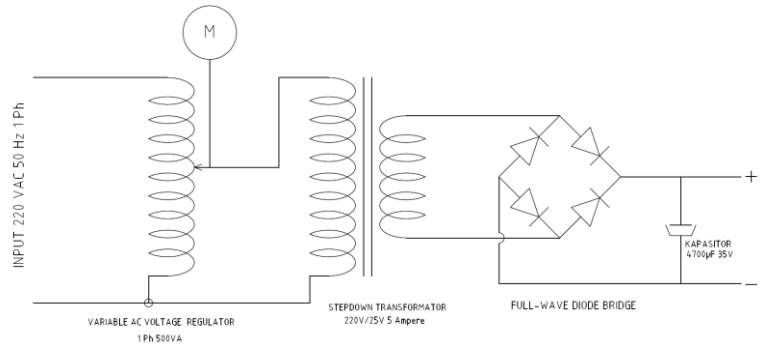 M
INPUT 220 VAC 50 Hz 1 Ph
+
KAPASITOR
4700µF 35V
–
STEPDOWN TRANSFORMATOR
220V/25V 5 Ampere
FULL-WAVE DIODE BRIDGE
VARIABLE AC VOLTAGE REGULATOR
1 Ph 500VA